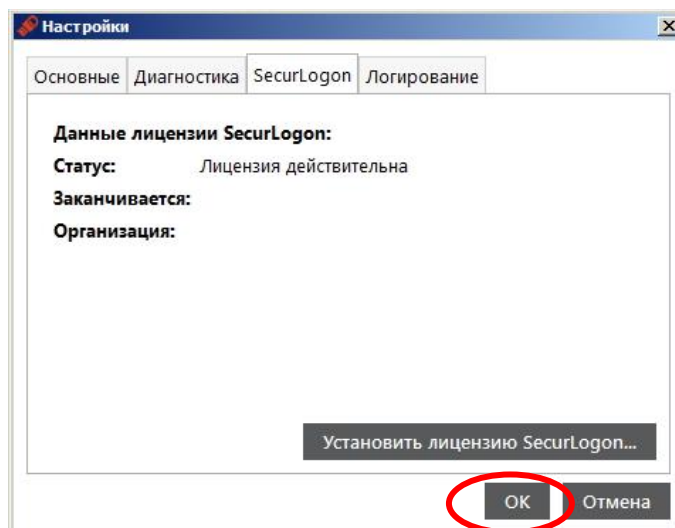 Настройки
Основные Диагностика SecurLogon Логирование
Данные лицензии SecurLogon:
Статус: Лицензия действительна
Заканчивается:
Организация:
Установить лицензию SecurLogon...
OK Отмена